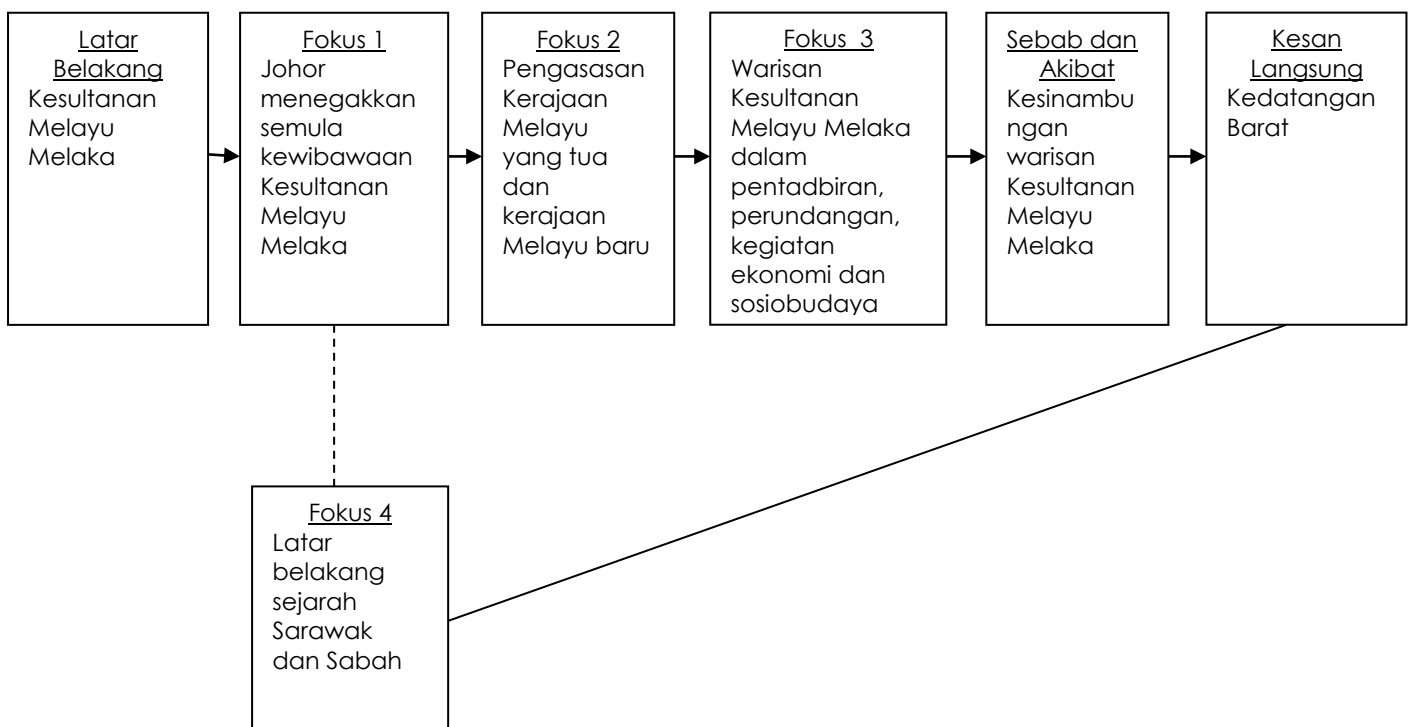 Latar
Belakang
Kesultanan
Melayu
Melaka
Fokus 1
Johor
menegakkan
semula
kewibawaan
Kesultanan
Melayu
Melaka
Fokus 2
Pengasasan
Kerajaan
Melayu
yang tua
dan
kerajaan
Melayu baru
Fokus 3
Warisan
Kesultanan
Melayu Melaka
dalam
pentadbiran,
perundangan,
kegiatan
ekonomi dan
sosiobudaya
Sebab dan
Akibat
Kesinambu
ngan
warisan
Kesultanan
Melayu
Melaka
Kesan
Langsung
Kedatangan
Barat
Fokus 4
Latar
belakang
sejarah
Sarawak
dan Sabah